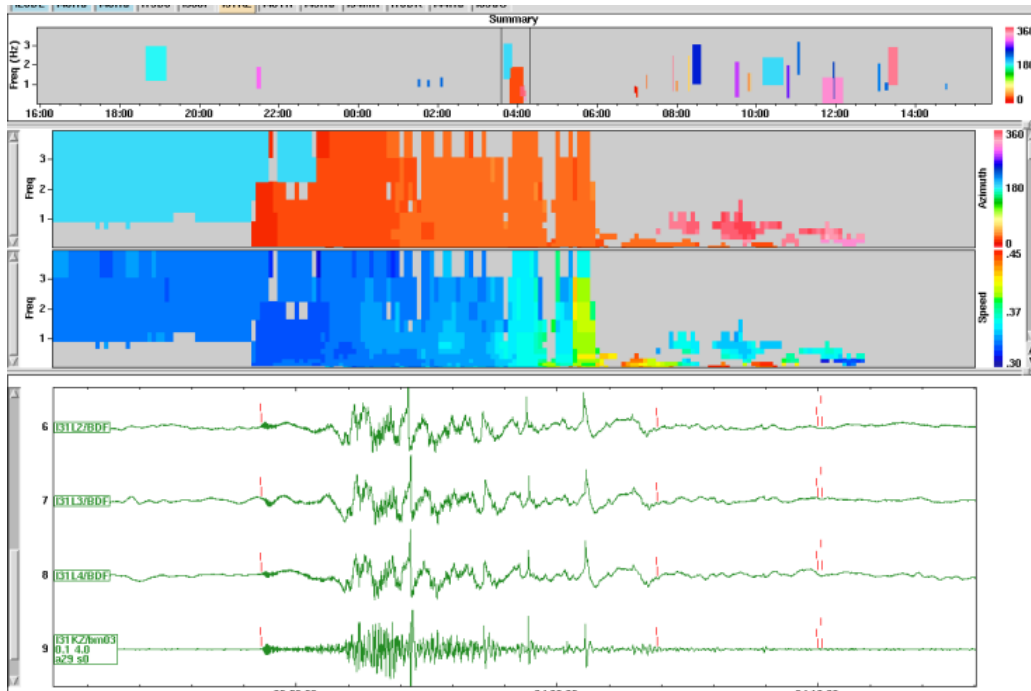 Summary
Freq (Hz)
3
2
1
360
180
0
16:00 18:00 20:00 22:00 00:00 02:00 04:00 06:00 08:00 10:00 12:00 14:00
Freq
3
2
1
360
180
0
Azimuth
Freq
3
2
1
.45
.37
.30
Speed
6 I31L2/BDF
7 I31L3/BDF
8 I31L4/BDF
9 I31KZ/bm03
0.1 4.0
a29 s0